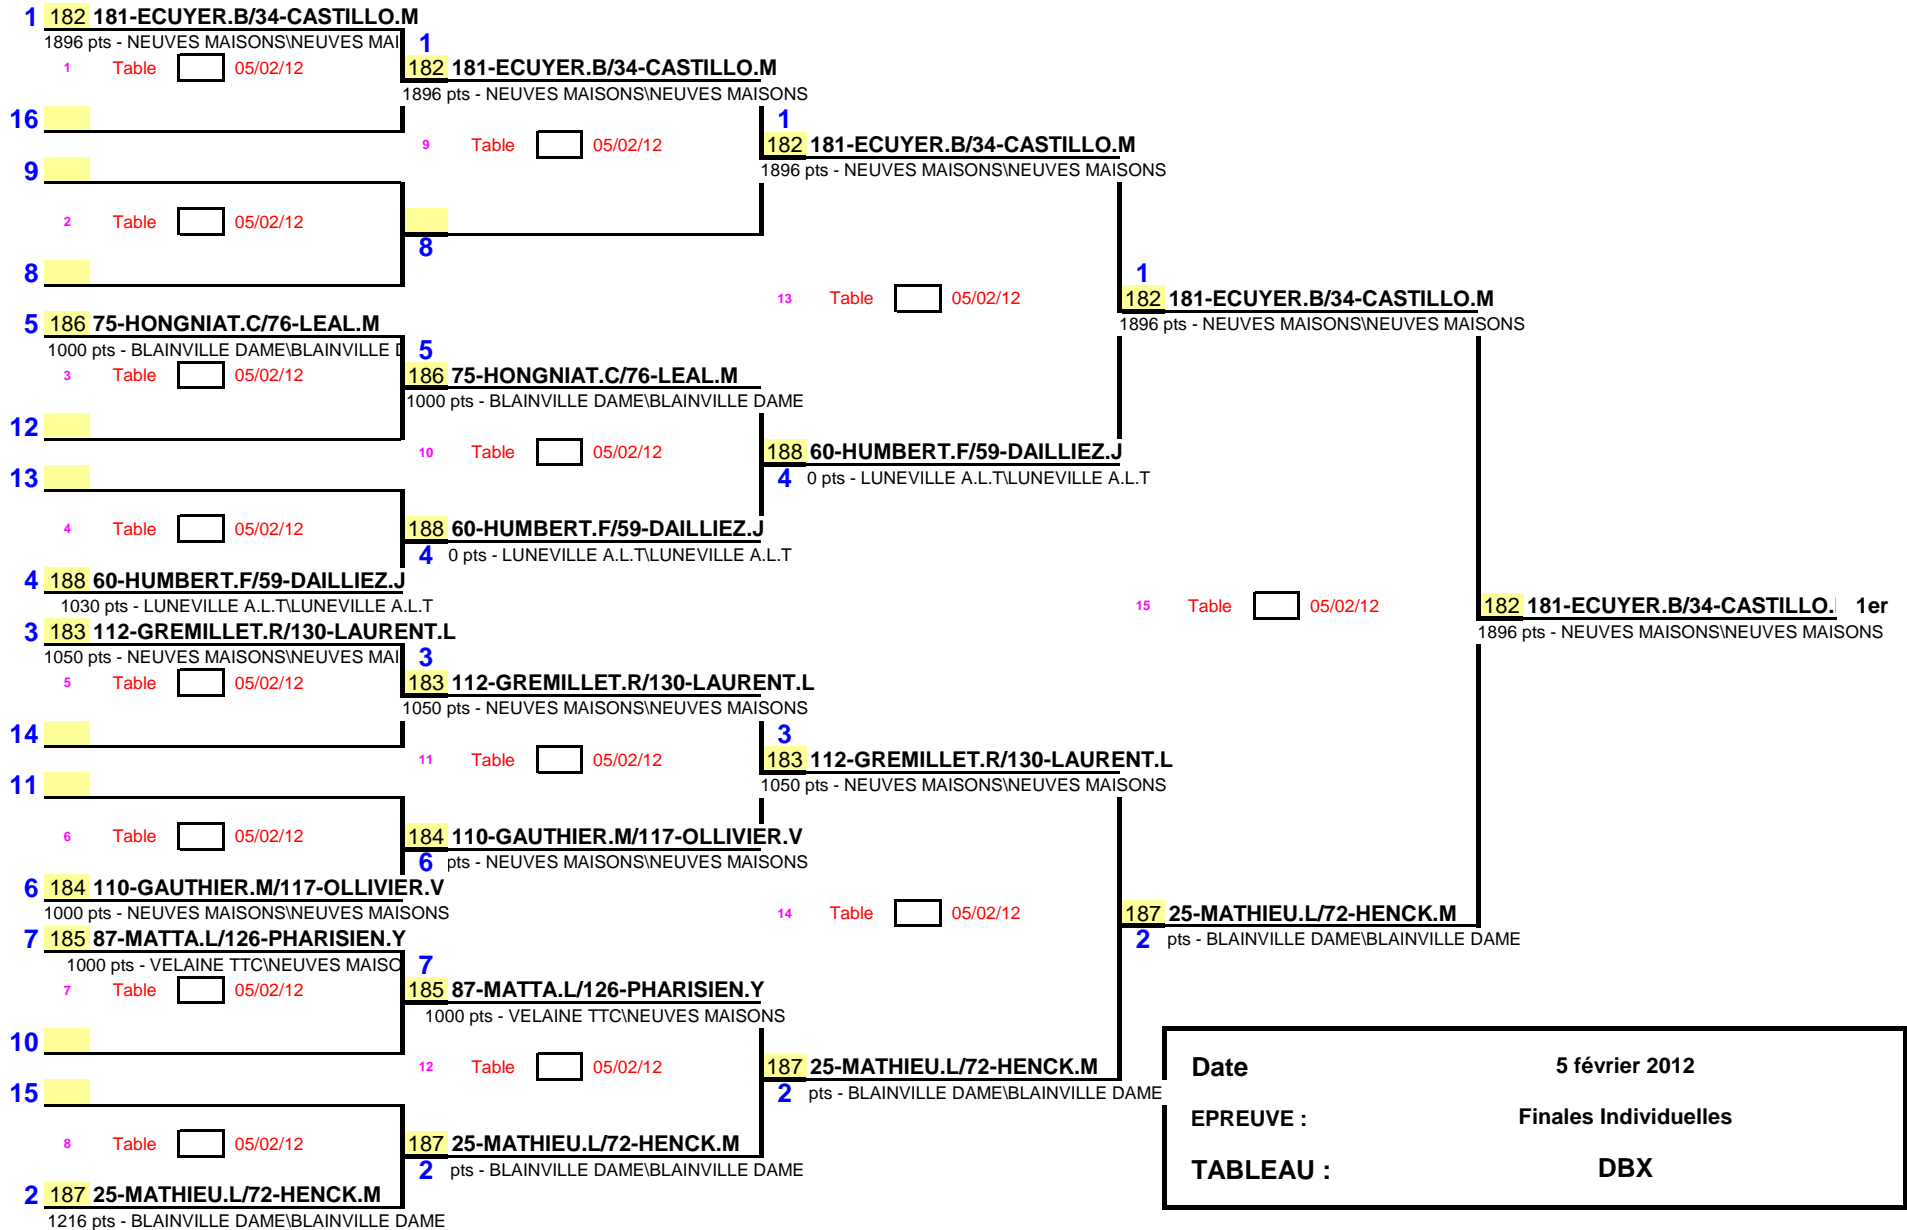 1 182 181-ECUYER.B/34-CASTILLO.M
1896 pts - NEUVES MAISONS\NEUVES MAI
1 Table 05/02/12
16
9
2 Table 05/02/12
8
5 186 75-HONGNIAT.C/76-LEAL.M
1000 pts - BLAINVILLE DAME\BLAINVILLE D
3 Table 05/02/12
12
13
4 Table 05/02/12
4 188 60-HUMBERT.F/59-DAILLIEZ.J
1030 pts - LUNEVILLE A.L.T\LUNEVILLE A.L.T
3 183 112-GREMILLET.R/130-LAURENT.L
1050 pts - NEUVES MAISONS\NEUVES MAI
5 Table 05/02/12
14
11
6 Table 05/02/12
6 184 110-GAUTHIER.M/117-OLLIVIER.V
1000 pts - NEUVES MAISONS\NEUVES MAISONS
7 185 87-MATTA.L/126-PHARISIEN.Y
1000 pts - VELAINE TTC\NEUVES MAISO
7 Table 05/02/12
10
15
8 Table 05/02/12
2 187 25-MATHIEU.L/72-HENCK.M
1216 pts - BLAINVILLE DAME\BLAINVILLE DAME
1
182 181-ECUYER.B/34-CASTILLO.M
1896 pts - NEUVES MAISONS\NEUVES MAISONS
9 Table 05/02/12
8
5
186 75-HONGNIAT.C/76-LEAL.M
1000 pts - BLAINVILLE DAME\BLAINVILLE DAME
10 Table 05/02/12
188 60-HUMBERT.F/59-DAILLIEZ.J
4 0 pts - LUNEVILLE A.L.T\LUNEVILLE A.L.T
3
183 112-GREMILLET.R/130-LAURENT.L
1050 pts - NEUVES MAISONS\NEUVES MAISONS
11 Table 05/02/12
184 110-GAUTHIER.M/117-OLLIVIER.V
6 pts - NEUVES MAISONS\NEUVES MAISONS
7
185 87-MATTA.L/126-PHARISIEN.Y
1000 pts - VELAINE TTC\NEUVES MAISONS
12 Table 05/02/12
187 25-MATHIEU.L/72-HENCK.M
2 pts - BLAINVILLE DAME\BLAINVILLE DAME
1
182 181-ECUYER.B/34-CASTILLO.M
1896 pts - NEUVES MAISONS\NEUVES MAISONS
13 Table 05/02/12
188 60-HUMBERT.F/59-DAILLIEZ.J
4 0 pts - LUNEVILLE A.L.T\LUNEVILLE A.L.T
3
183 112-GREMILLET.R/130-LAURENT.L
1050 pts - NEUVES MAISONS\NEUVES MAISONS
14 Table 05/02/12
187 25-MATHIEU.L/72-HENCK.M
2 pts - BLAINVILLE DAME\BLAINVILLE DAME
1
182 181-ECUYER.B/34-CASTILLO.M
1896 pts - NEUVES MAISONS\NEUVES MAISONS
15 Table 05/02/12
187 25-MATHIEU.L/72-HENCK.M
2 pts - BLAINVILLE DAME\BLAINVILLE DAME
182 181-ECUYER.B/34-CASTILLO. 1er
1896 pts - NEUVES MAISONS\NEUVES MAISONS
Date 5 février 2012
EPREUVE : Finales Individuelles
TABLEAU : DBX